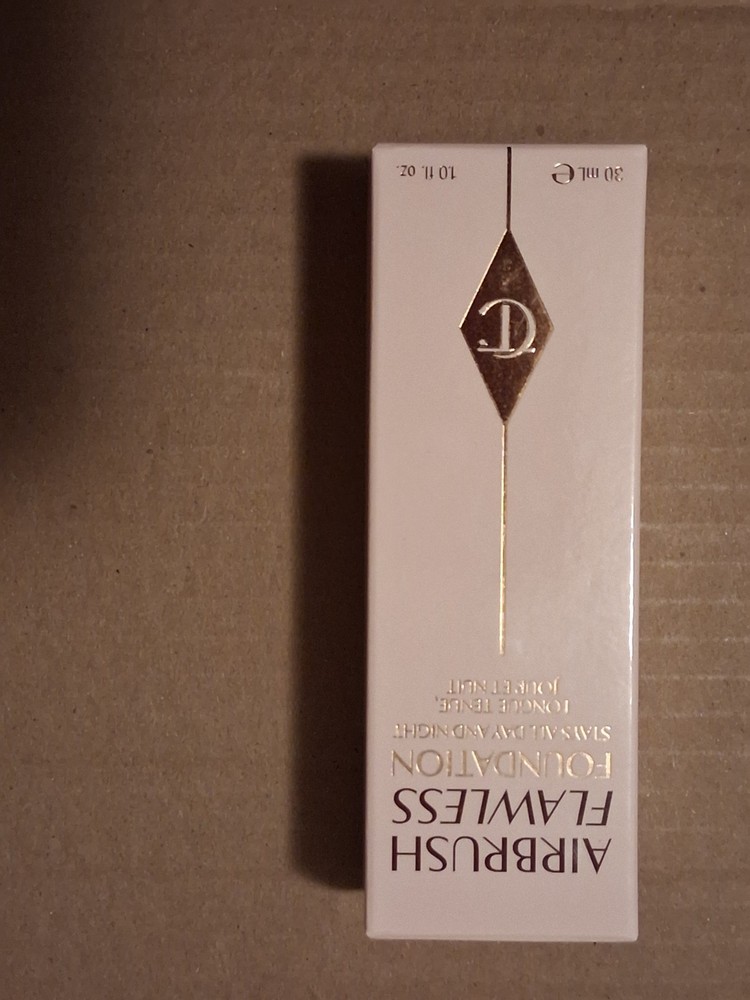 AIRBRUSH
FLAWLESS
FOUNDATION
STAYS ALL DAY AND NIGHT
LONGUE TENUE,
JOUR ET NUIT
CT
30 mL ℮ 1.0 fl. oz.